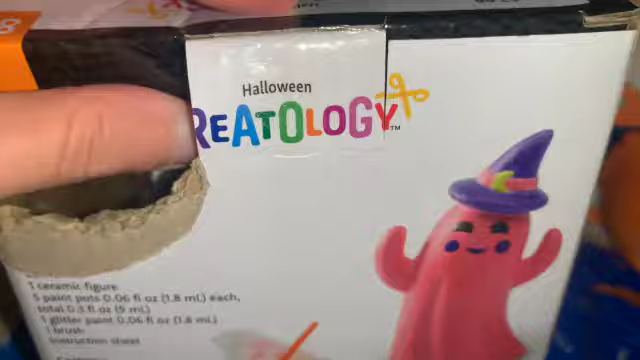 Halloween
REATOLOGY™
1 ceramic figure
5 paint pots 0.06 fl oz (1.8 mL) each,
total 0.3 fl oz (9 mL)
1 glitter paint 0.06 fl oz (1.8 mL)
1 brush
Instruction sheet